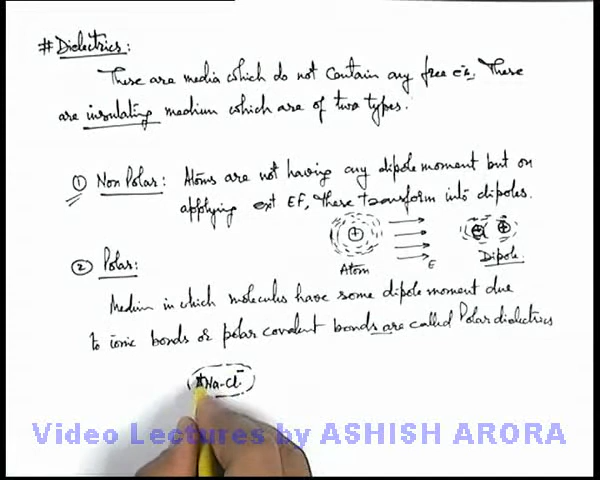 # Dielectrics:
These are media which do not contain any free e's. These
are insulating medium which are of two types.
① Non Polar: Atoms are not having any dipole moment but on
applying ext EF, these transform into dipoles.
+
+
Atom
E
Dipole.
② Polar:
Medium in which molecules have some dipole moment due
to ionic bonds or polar covalent bonds are called Polar dielectrics
+Na-Cl-
Video Lectures by ASHISH ARORA